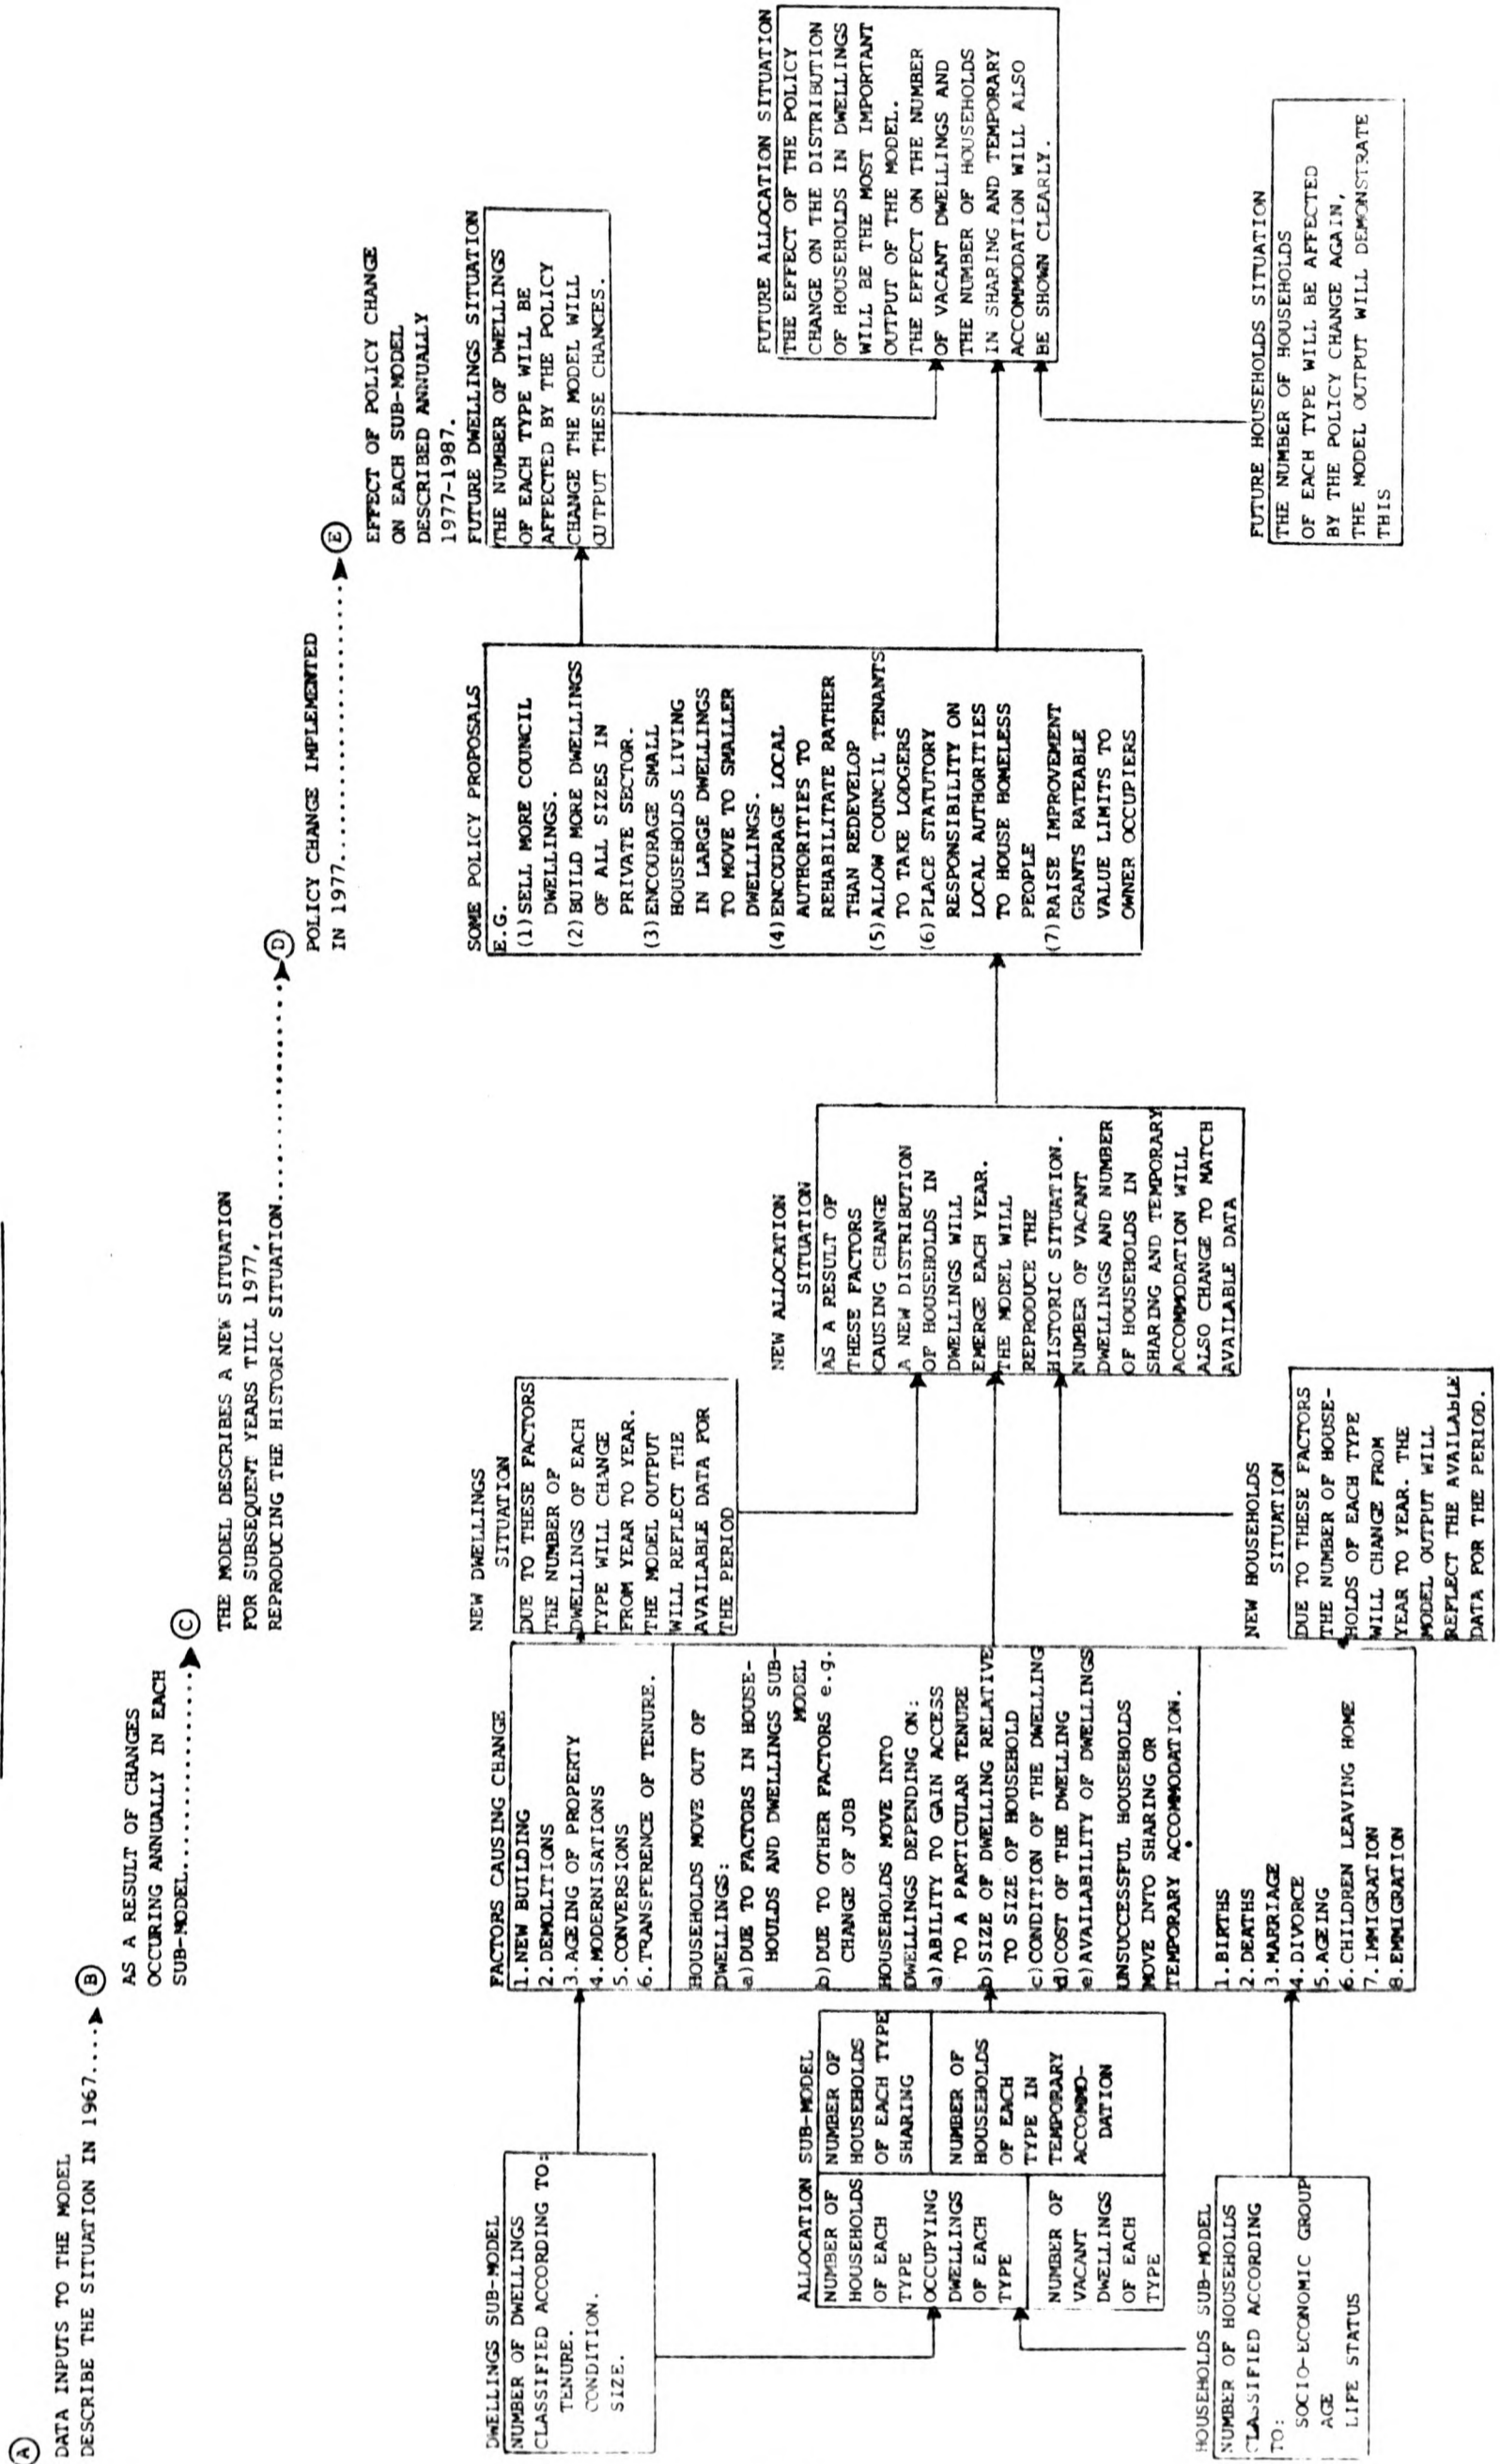 A
DATA INPUTS TO THE MODEL
DESCRIBE THE SITUATION IN 1967....
B
AS A RESULT OF CHANGES
OCCURING ANNUALLY IN EACH
SUB-MODEL...............
C
THE MODEL DESCRIBES A NEW SITUATION
FOR SUBSEQUENT YEARS TILL 1977,
REPRODUCING THE HISTORIC SITUATION......................
D
POLICY CHANGE IMPLEMENTED
IN 1977......................
E
EFFECT OF POLICY CHANGE
ON EACH SUB-MODEL
DESCRIBED ANNUALLY
1977-1987.
DWELLINGS SUB-MODEL
NUMBER OF DWELLINGS
CLASSIFIED ACCORDING TO:
TENURE.
CONDITION.
SIZE.
ALLOCATION SUB-MODEL
NUMBER OF
HOUSEHOLDS
OF EACH
TYPE
OCCUPYING
DWELLINGS
OF EACH
TYPE
NUMBER OF
HOUSEHOLDS
OF EACH TYPE
SHARING
NUMBER OF
VACANT
DWELLINGS
OF EACH
TYPE
NUMBER OF
HOUSEHOLDS
OF EACH
TYPE IN
TEMPORARY
ACCOMMO-
DATION
HOUSEHOLDS SUB-MODEL
NUMBER OF HOUSEHOLDS
CLASSIFIED ACCORDING
TO:
SOCIO-ECONOMIC GROUP
AGE
LIFE STATUS
FACTORS CAUSING CHANGE
1.NEW BUILDING
2.DEMOLITIONS
3.AGEING OF PROPERTY
4.MODERNISATIONS
5.CONVERSIONS
6.TRANSFERENCE OF TENURE.
HOUSEHOLDS MOVE OUT OF
DWELLINGS:
a)DUE TO FACTORS IN HOUSE-
HOULDS AND DWELLINGS SUB-
MODEL
b)DUE TO OTHER FACTORS e.g.
CHANGE OF JOB
HOUSEHOLDS MOVE INTO
DWELLINGS DEPENDING ON:
a)ABILITY TO GAIN ACCESS
TO A PARTICULAR TENURE
b)SIZE OF DWELLING RELATIVE
TO SIZE OF HOUSEHOLD
c)CONDITION OF THE DWELLING
d)COST OF THE DWELLING
e)AVAILABILITY OF DWELLINGS
UNSUCCESSFUL HOUSEHOLDS
MOVE INTO SHARING OR
TEMPORARY ACCOMMODATION.
1.BIRTHS
2.DEATHS
3.MARRIAGE
4.DIVORCE
5.AGEING
6.CHILDREN LEAVING HOME
7.IMMIGRATION
8.EMMIGRATION
NEW DWELLINGS
SITUATION
DUE TO THESE FACTORS
THE NUMBER OF
DWELLINGS OF EACH
TYPE WILL CHANGE
FROM YEAR TO YEAR.
THE MODEL OUTPUT
WILL REFLECT THE
AVAILABLE DATA FOR
THE PERIOD
NEW ALLOCATION
SITUATION
AS A RESULT OF
THESE FACTORS
CAUSING CHANGE
A NEW DISTRIBUTION
OF HOUSEHOLDS IN
DWELLINGS WILL
EMERGE EACH YEAR.
THE MODEL WILL
REPRODUCE THE
HISTORIC SITUATION.
NUMBER OF VACANT
DWELLINGS AND NUMBER
OF HOUSEHOLDS IN
SHARING AND TEMPORARY
ACCOMMODATION WILL
ALSO CHANGE TO MATCH
AVAILABLE DATA
NEW HOUSEHOLDS
SITUATION
DUE TO THESE FACTORS
THE NUMBER OF HOUSE-
HOLDS OF EACH TYPE
WILL CHANGE FROM
YEAR TO YEAR. THE
MODEL OUTPUT WILL
REFLECT THE AVAILABLE
DATA FOR THE PERIOD.
SOME POLICY PROPOSALS
E.G.
(1)SELL MORE COUNCIL
DWELLINGS.
(2)BUILD MORE DWELLINGS
OF ALL SIZES IN
PRIVATE SECTOR.
(3)ENCOURAGE SMALL
HOUSEHOLDS LIVING
IN LARGE DWELLINGS
TO MOVE TO SMALLER
DWELLINGS.
(4)ENCOURAGE LOCAL
AUTHORITIES TO
REHABILITATE RATHER
THAN REDEVELOP
(5)ALLOW COUNCIL TENANTS
TO TAKE LODGERS
(6)PLACE STATUTORY
RESPONSIBILITY ON
LOCAL AUTHORITIES
TO HOUSE HOMELESS
PEOPLE
(7)RAISE IMPROVEMENT
GRANTS RATEABLE
VALUE LIMITS TO
OWNER OCCUPIERS
FUTURE DWELLINGS SITUATION
THE NUMBER OF DWELLINGS
OF EACH TYPE WILL BE
AFFECTED BY THE POLICY
CHANGE THE MODEL WILL
OUTPUT THESE CHANGES.
FUTURE ALLOCATION SITUATION
THE EFFECT OF THE POLICY
CHANGE ON THE DISTRIBUTION
OF HOUSEHOLDS IN DWELLINGS
WILL BE THE MOST IMPORTANT
OUTPUT OF THE MODEL.
THE EFFECT ON THE NUMBER
OF VACANT DWELLINGS AND
THE NUMBER OF HOUSEHOLDS
IN SHARING AND TEMPORARY
ACCOMMODATION WILL ALSO
BE SHOWN CLEARLY.
FUTURE HOUSEHOLDS SITUATION
THE NUMBER OF HOUSEHOLDS
OF EACH TYPE WILL BE AFFECTED
BY THE POLICY CHANGE AGAIN,
THE MODEL OUTPUT WILL DEMONSTRATE
THIS